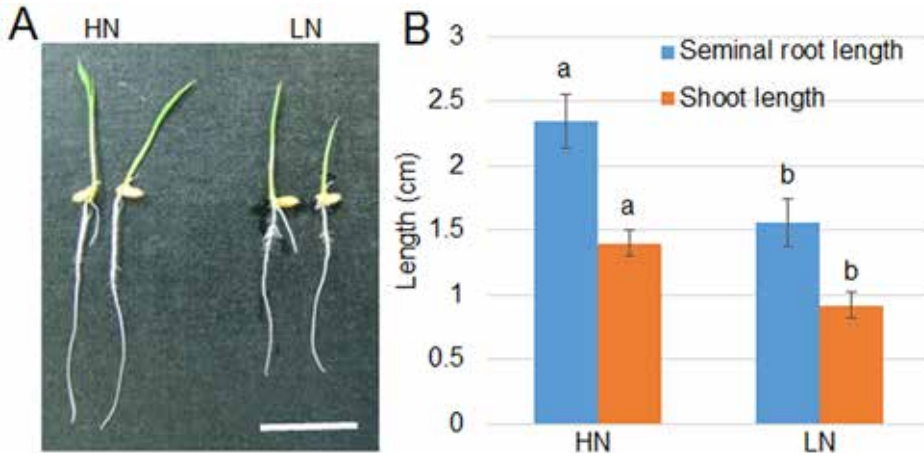 A
HN
LN
B
3
2.5
2
1.5
1
0.5
0
Length (cm)
Seminal root length
Shoot length
a
a
b
b
HN
LN